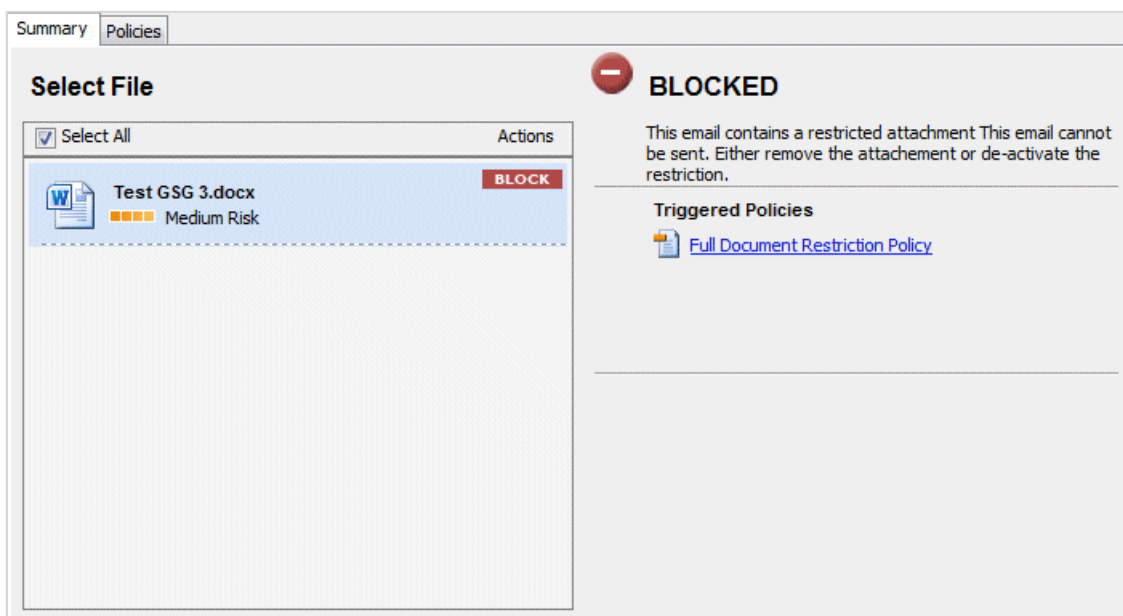 Summary
Policies
Select File
Select All
Actions
Test GSG 3.docx
BLOCK
Medium Risk
BLOCKED
This email contains a restricted attachment This email cannot
be sent. Either remove the attachement or de-activate the
restriction.
Triggered Policies
Full Document Restriction Policy